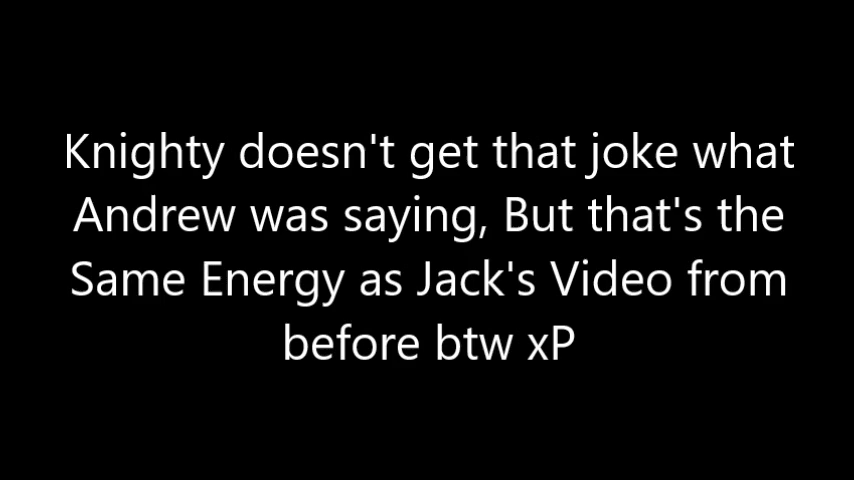 Knighty doesn't get that joke what
Andrew was saying, But that's the
Same Energy as Jack's Video from
before btw xP